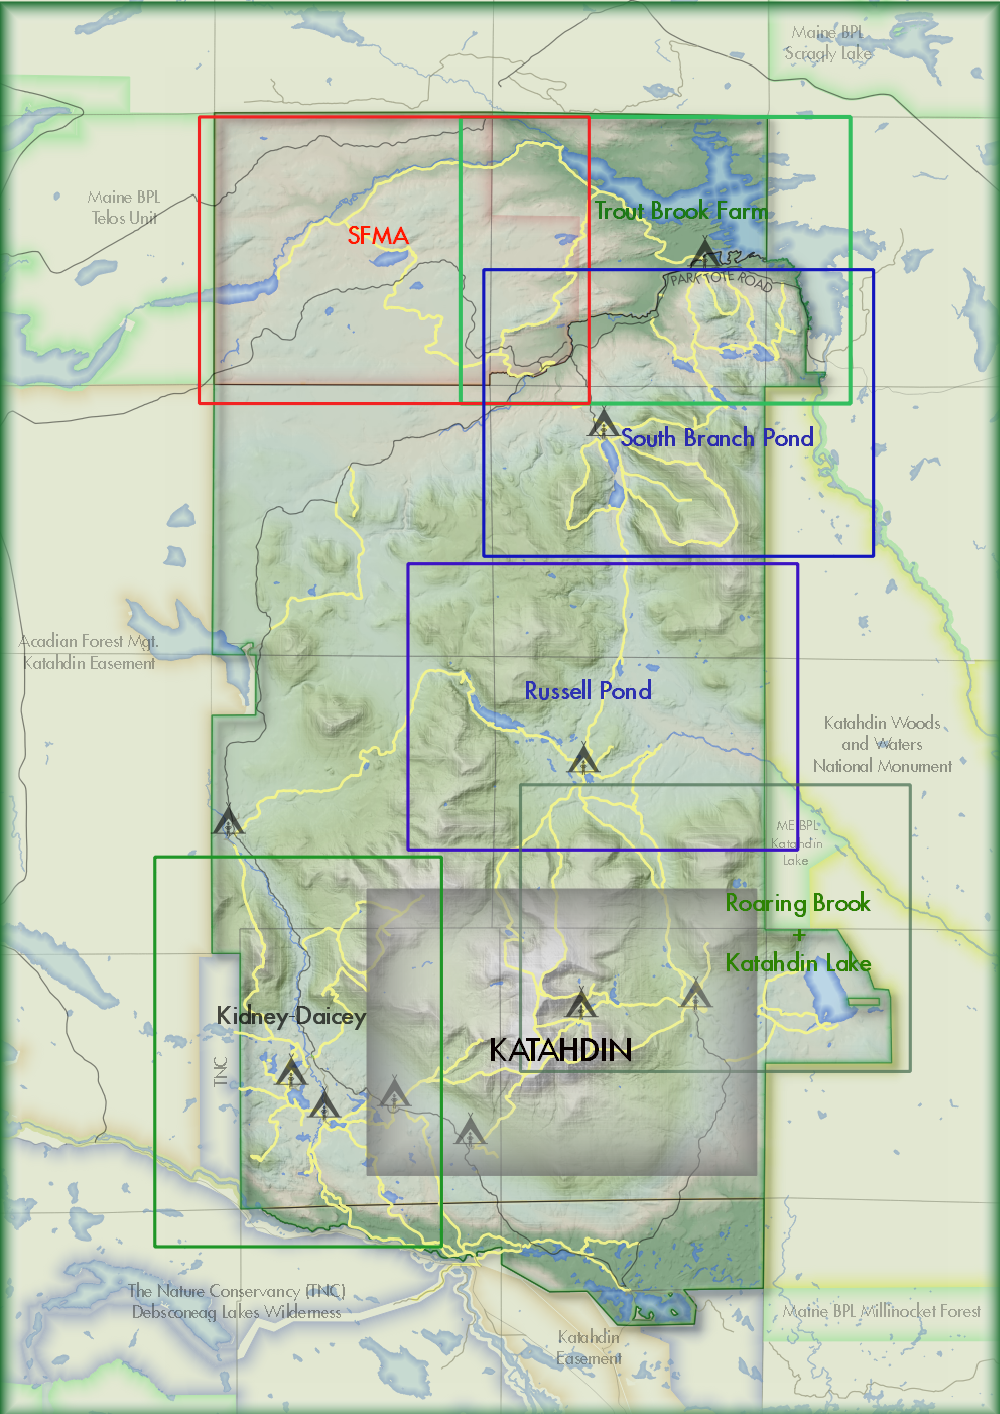 Maine BPL
Scragly Lake
Maine BPL
Telos Unit
SFMA
Trout Brook Farm
PARK TOTE ROAD
South Branch Pond
Acadian Forest Mgt.
Katahdin Easement
Russell Pond
Katahdin Woods
and Waters
National Monument
ME BPL
Katahdin
Lake
Roaring Brook
+
Katahdin Lake
Kidney-Daicey
KATAHDIN
TNC
The Nature Conservancy (TNC)
Debsconeag Lakes Wilderness
Maine BPL Millinocket Forest
Katahdin
Easement